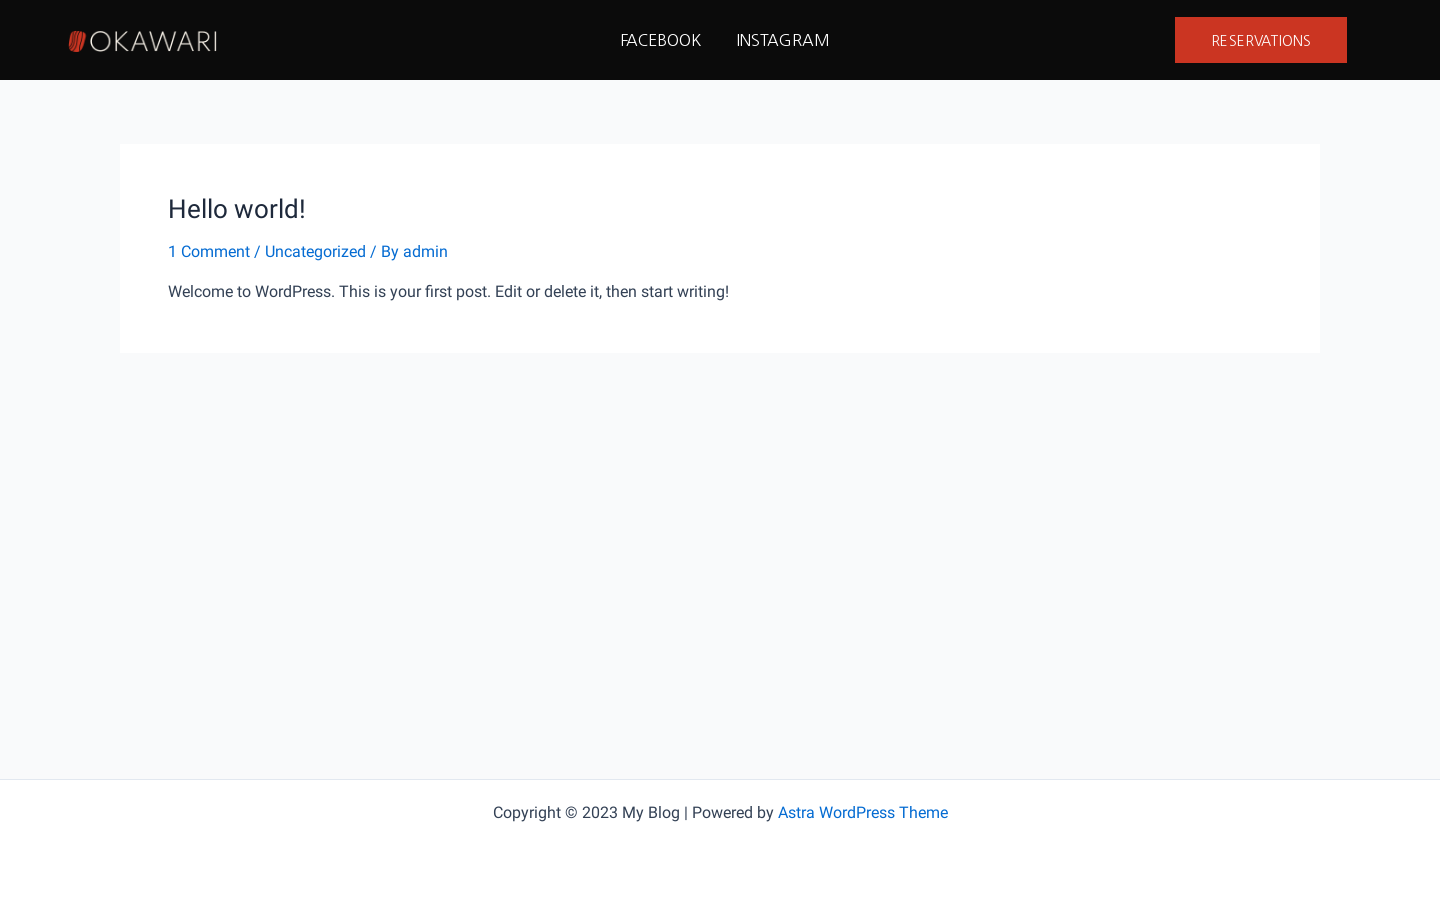 OKAWARI
FACEBOOK
INSTAGRAM
RESERVATIONS
Hello world!
1 Comment / Uncategorized / By admin
Welcome to WordPress. This is your first post. Edit or delete it, then start writing!
Copyright © 2023 My Blog | Powered by Astra WordPress Theme